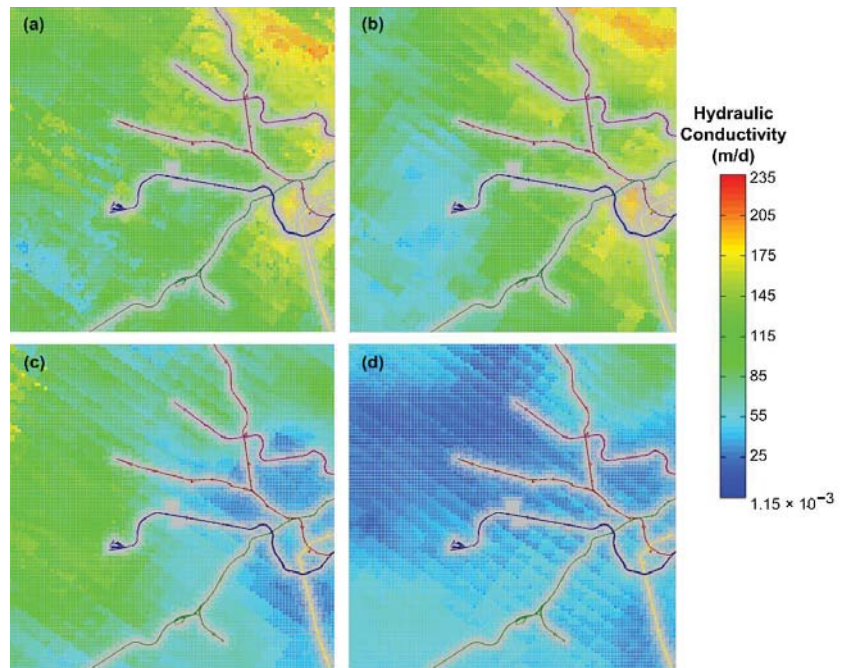 (a)
(b)
Hydraulic
Conductivity
(m/d)
235
205
175
145
115
85
55
25
1.15 × 10⁻³
(c)
(d)